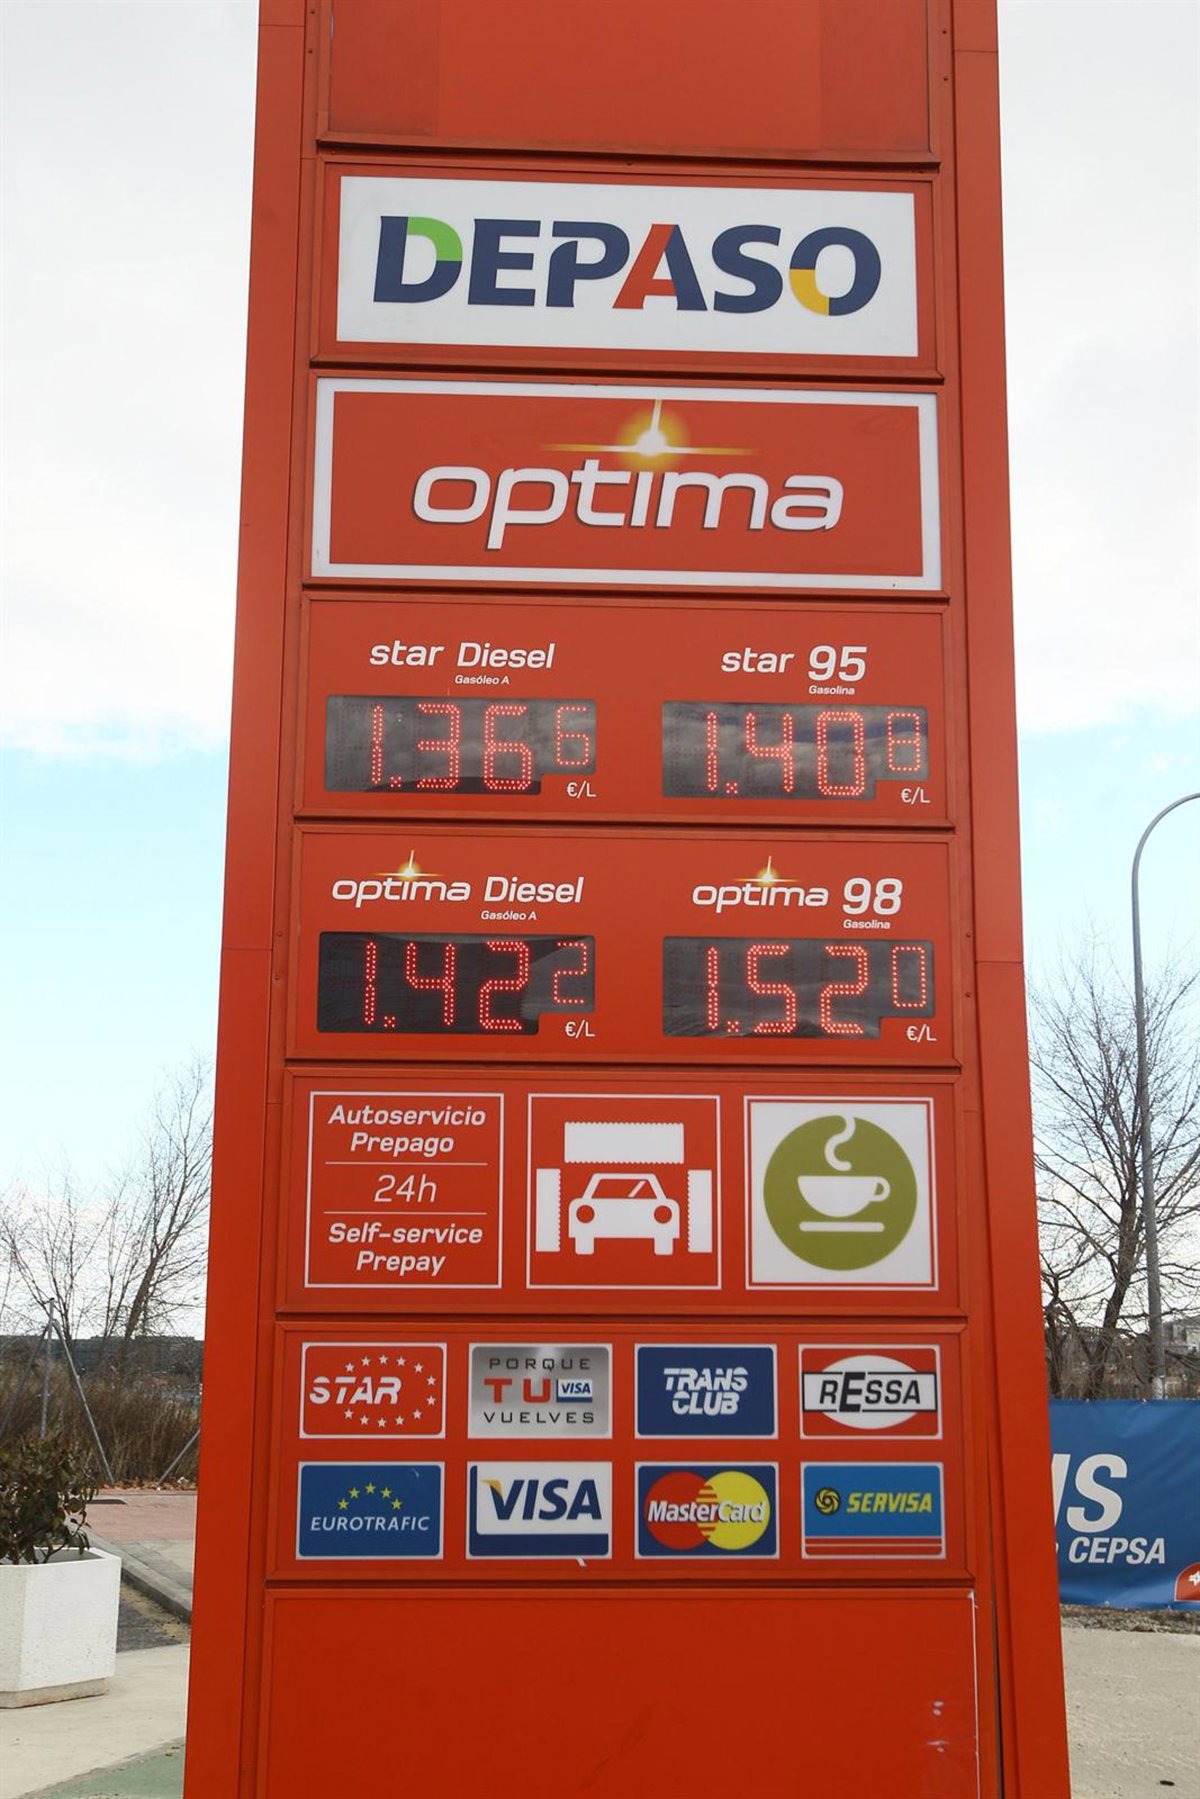 DEPASO
optima
star Diesel
Gasóleo A
1.366
€/L
star 95
Gasolina
1.408
€/L
optima Diesel
Gasóleo A
1.422
€/L
optima 98
Gasolina
1.520
€/L
Autoservicio
Prepago
24h
Self-service
Prepay
STAR
PORQUE
TU VISA
VUELVES
TRANS
CLUB
RESSA
EUROTRAFIC
VISA
MasterCard
SERVISA
US
CEPSA